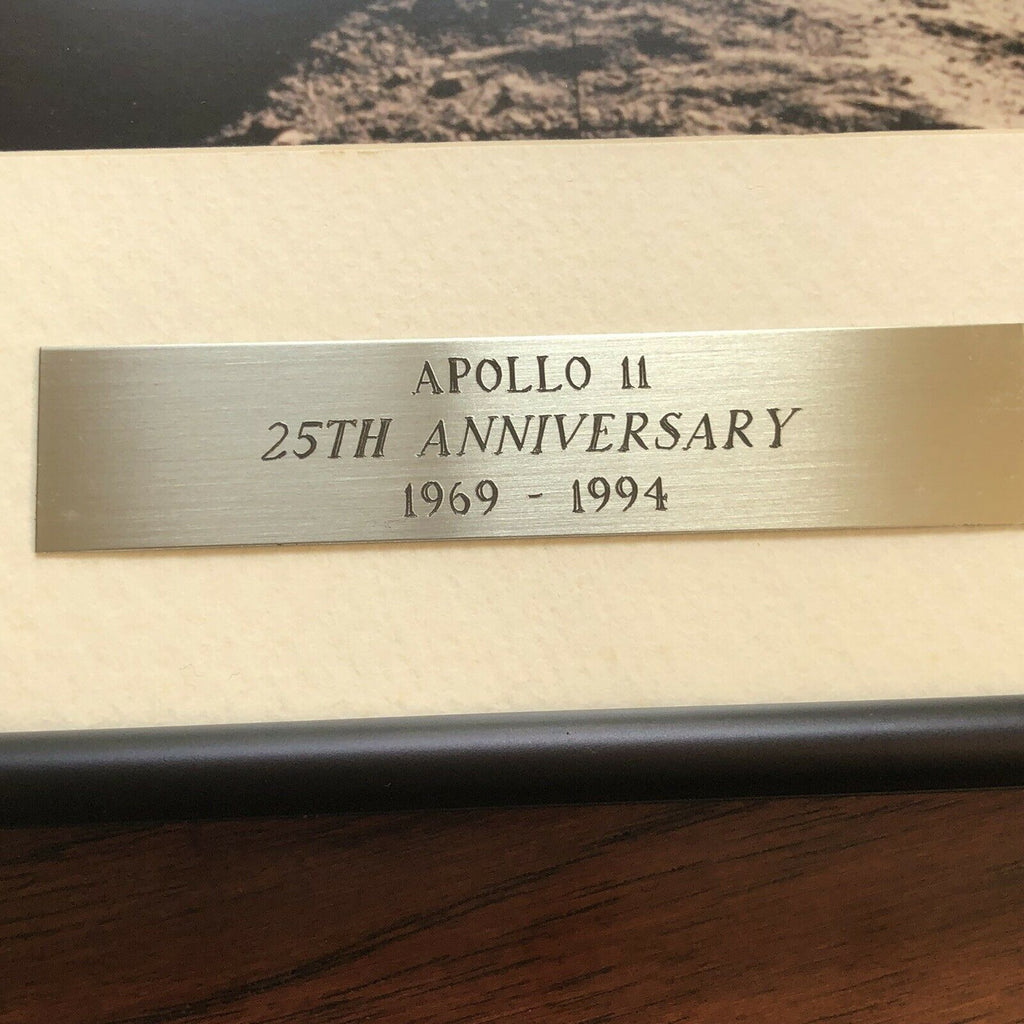 APOLLO 11
25TH ANNIVERSARY
1969 - 1994